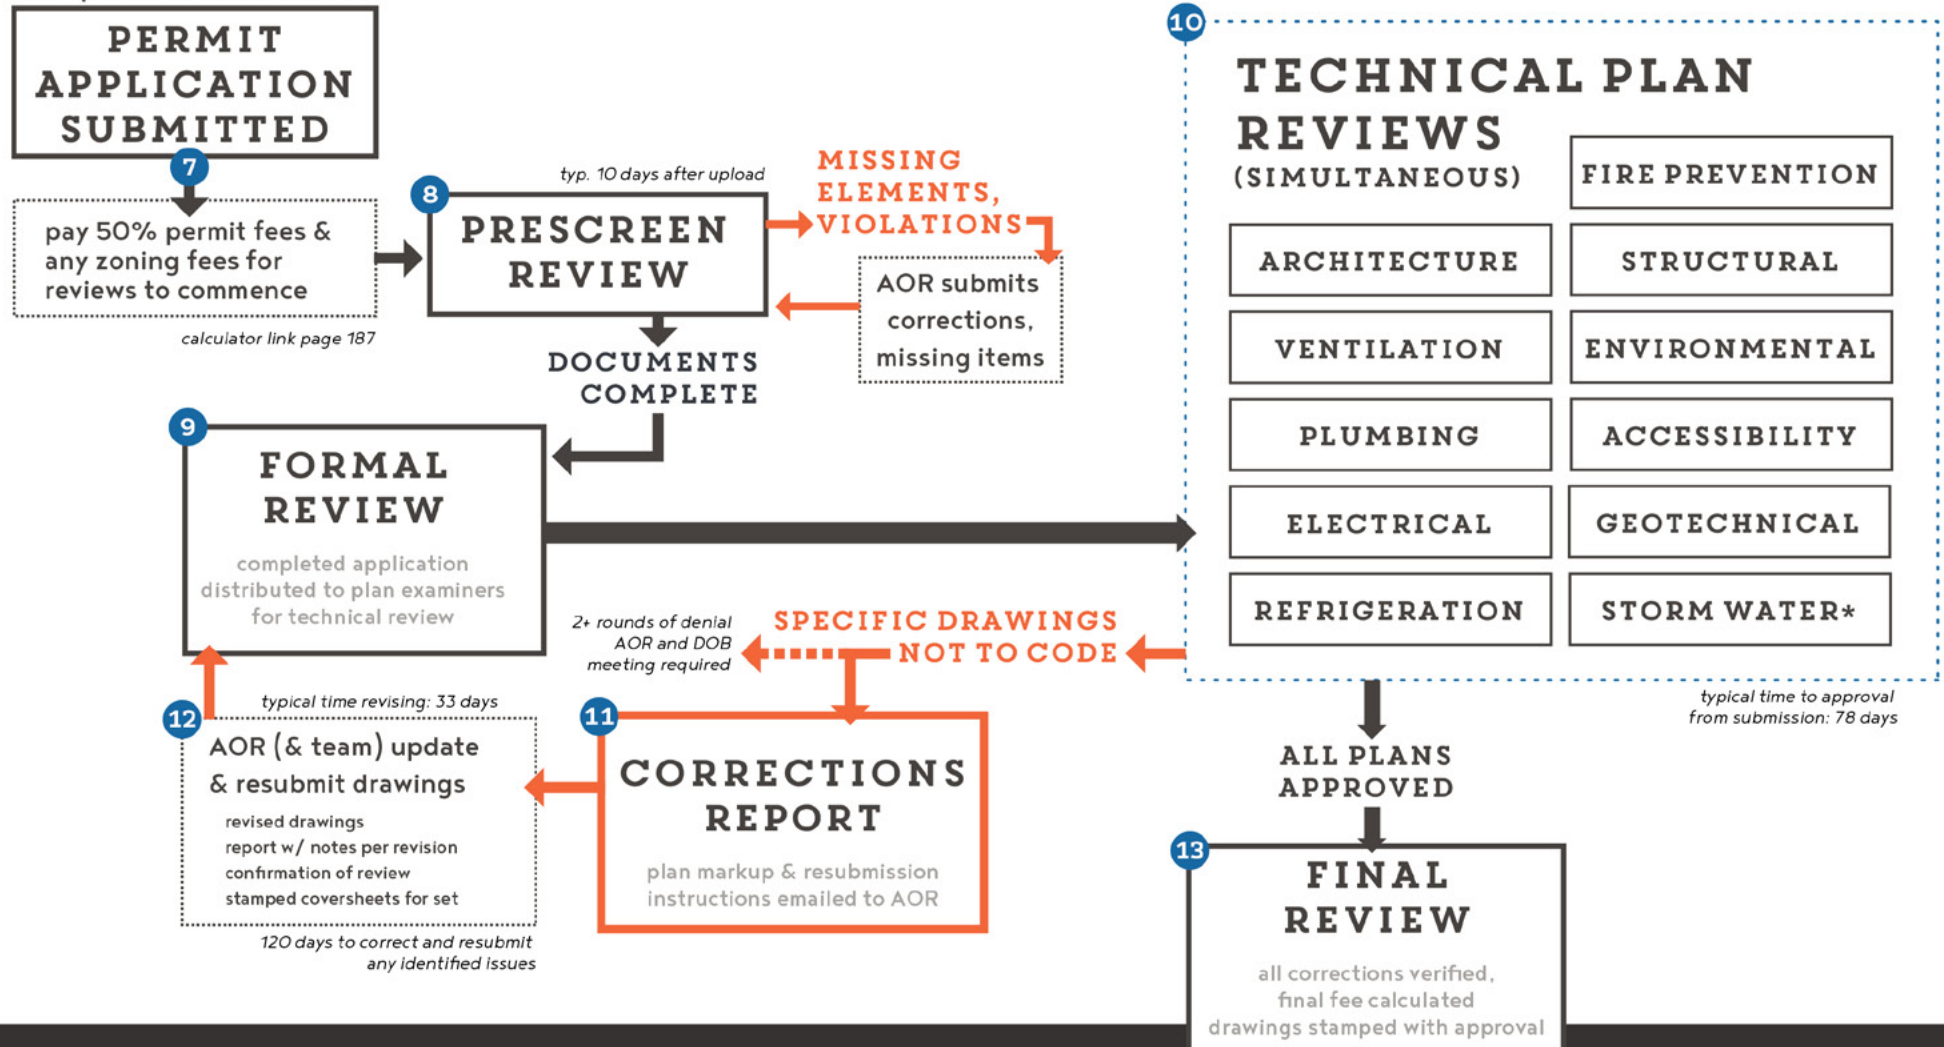 PERMIT
APPLICATION
SUBMITTED
7
pay 50% permit fees &
any zoning fees for
reviews to commence
calculator link page 187
8
typ. 10 days after upload
PRESCREEN
REVIEW
MISSING
ELEMENTS,
VIOLATIONS
AOR submits
corrections,
missing items
DOCUMENTS
COMPLETE
9
FORMAL
REVIEW
completed application
distributed to plan examiners
for technical review
10
TECHNICAL PLAN
REVIEWS
(SIMULTANEOUS)
FIRE PREVENTION
ARCHITECTURE
STRUCTURAL
VENTILATION
ENVIRONMENTAL
PLUMBING
ACCESSIBILITY
ELECTRICAL
GEOTECHNICAL
REFRIGERATION
STORM WATER*
typical time to approval
from submission: 78 days
SPECIFIC DRAWINGS
NOT TO CODE
2+ rounds of denial
AOR and DOB
meeting required
11
CORRECTIONS
REPORT
plan markup & resubmission
instructions emailed to AOR
typical time revising: 33 days
12
AOR (& team) update
& resubmit drawings
revised drawings
report w/ notes per revision
confirmation of review
stamped coversheets for set
120 days to correct and resubmit
any identified issues
ALL PLANS
APPROVED
13
FINAL
REVIEW
all corrections verified,
final fee calculated
drawings stamped with approval